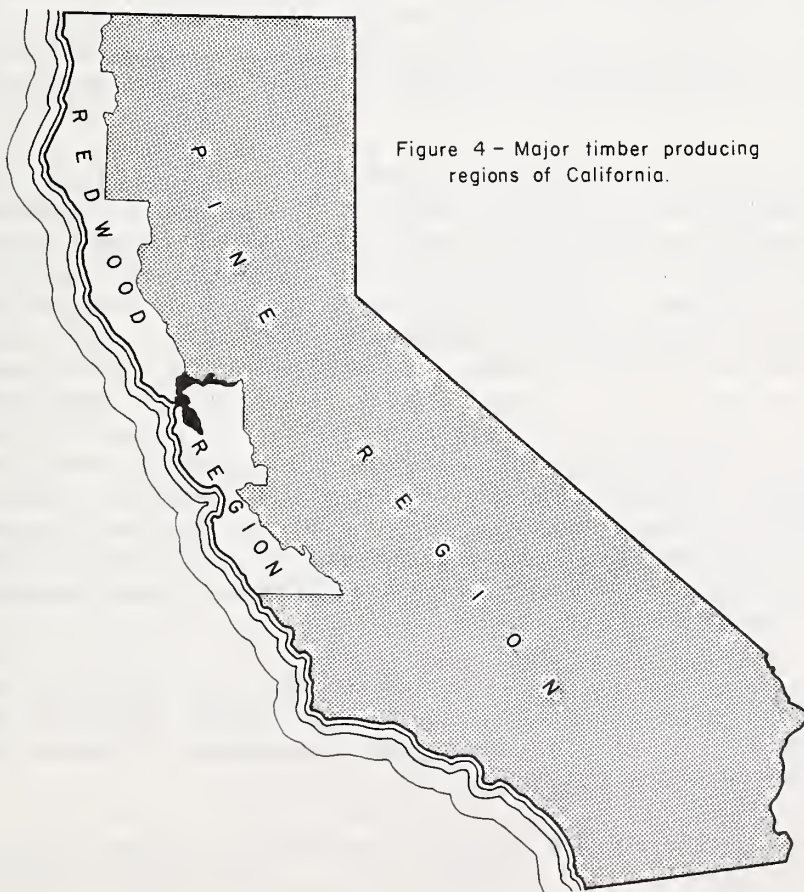 Figure 4 – Major timber producing
regions of California.
REDWOOD REGION
PINE REGION